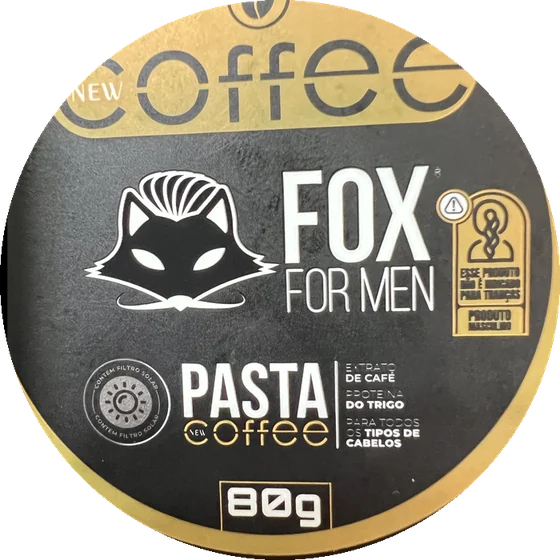 NEW coffee
FOX
FOR MEN
ESSE PRODUTO
NÃO É INDICADO
PARA TRANÇAS
PRODUTO
MASCULINO
CONTÉM FILTRO SOLAR
CONTÉM FILTRO SOLAR
PASTA
NEW coffee
EXTRATO
DE CAFÉ
PROTEÍNA
DO TRIGO
PARA TODOS
OS TIPOS DE
CABELOS
80g